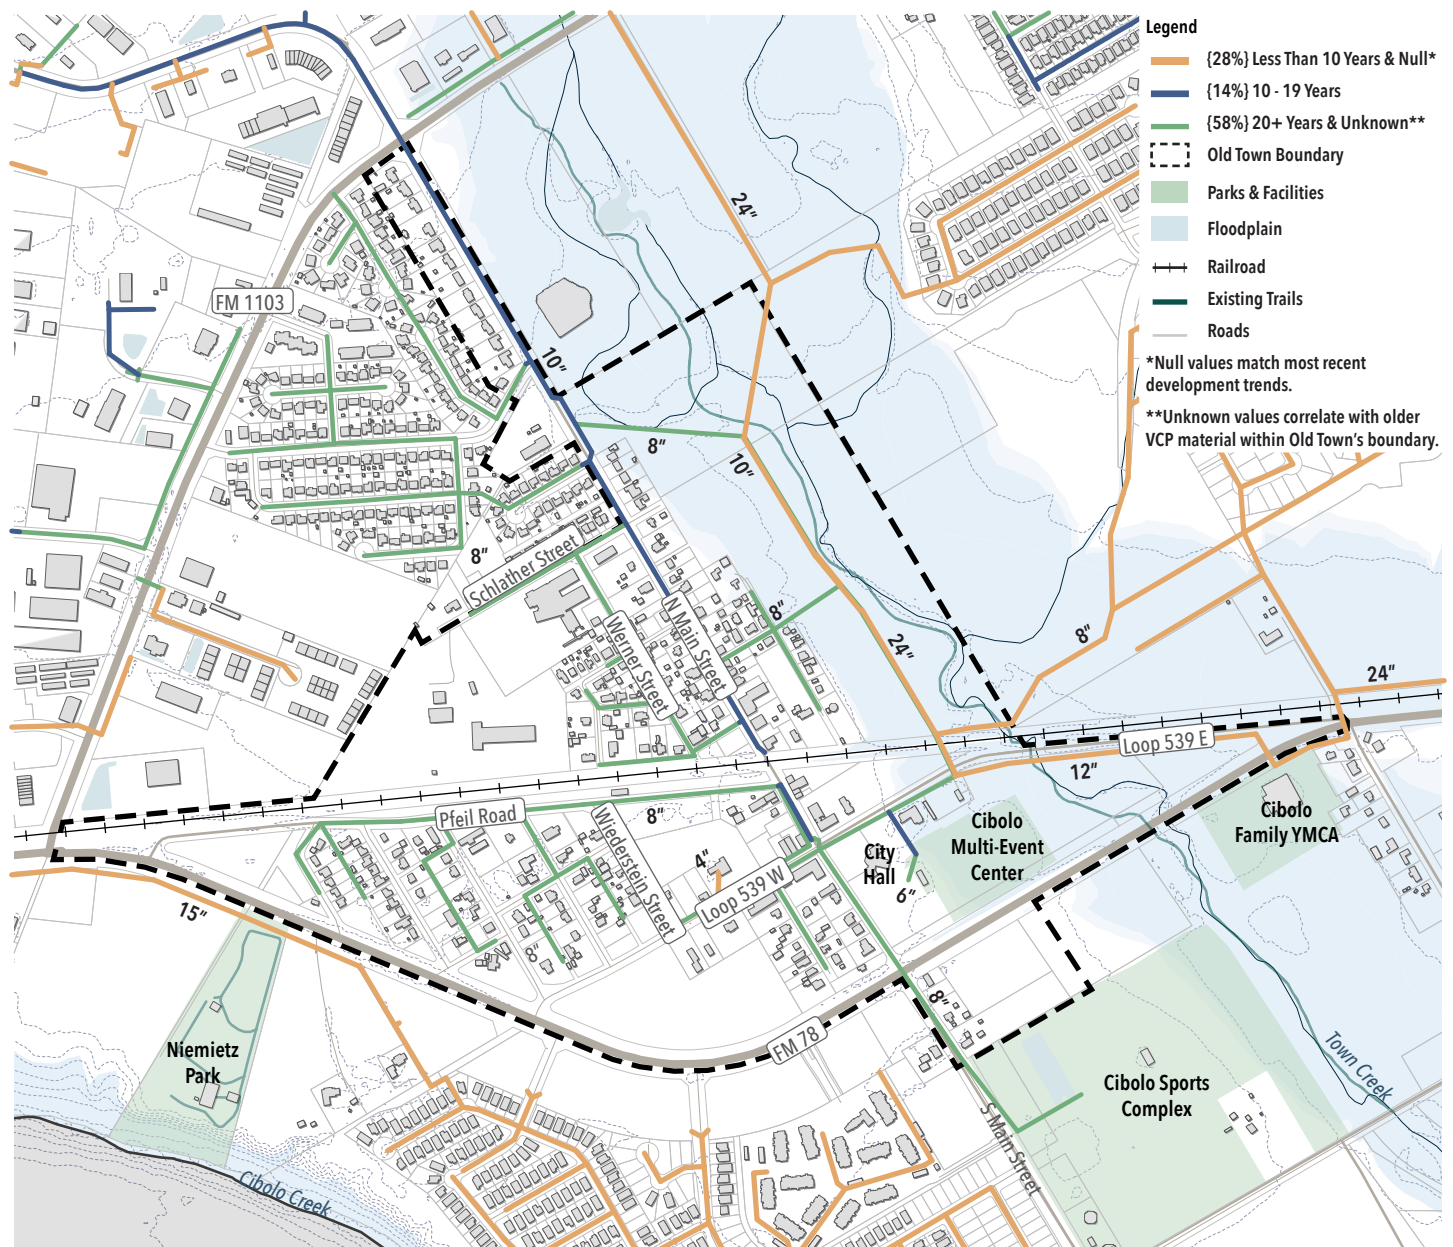 Legend
{28%} Less Than 10 Years & Null*
{14%} 10 - 19 Years
{58%} 20+ Years & Unknown**
Old Town Boundary
Parks & Facilities
Floodplain
Railroad
Existing Trails
Roads
*Null values match most recent
development trends.
**Unknown values correlate with older
VCP material within Old Town's boundary.
24"
FM 1103
10"
8"
10"
8"
Schlather Street
Werner Street
N Main Street
8"
24"
8"
24"
Loop 539 E
12"
Pfeil Road
8"
Wiederstein Street
4"
Loop 539 W
City
Hall
6"
Cibolo
Multi-Event
Center
Cibolo
Family YMCA
15"
8"
8"
FM 78
Niemietz
Park
Town Creek
Cibolo Sports
Complex
S Main Street
Cibolo Creek